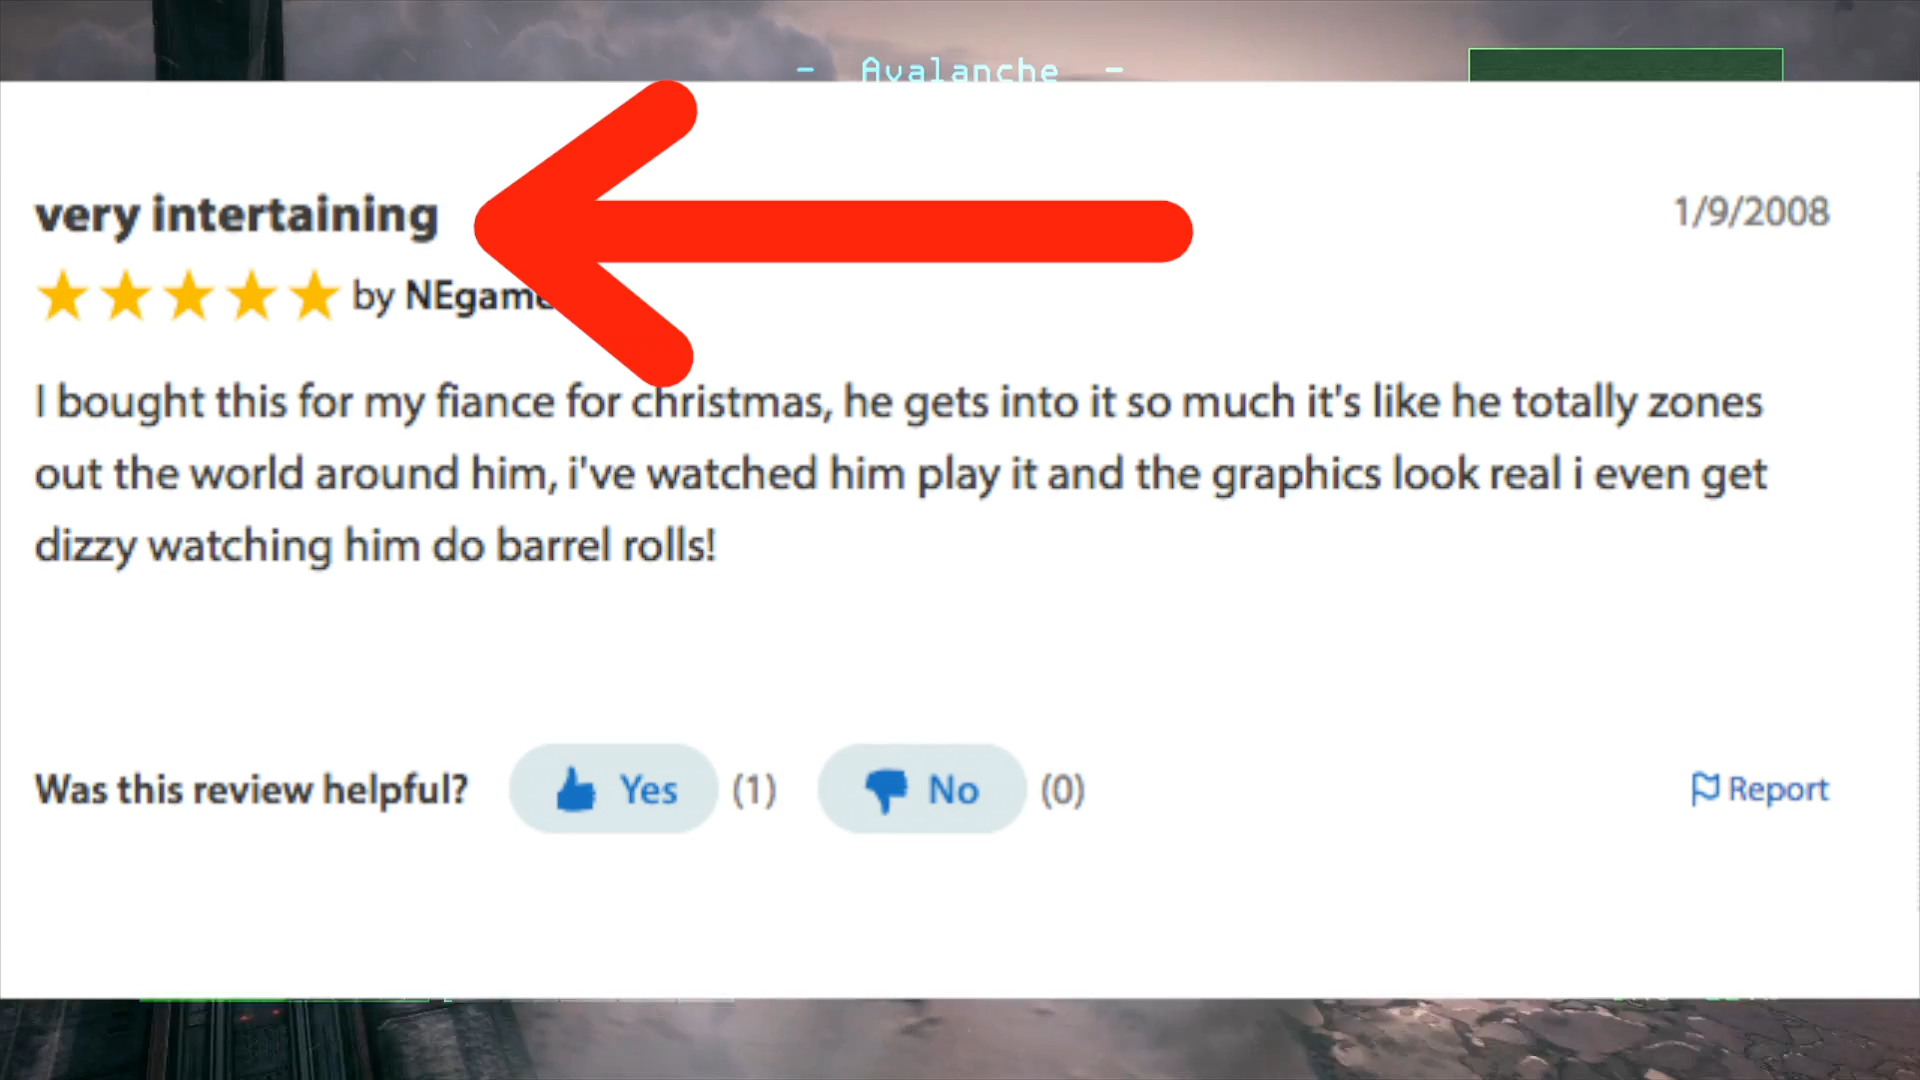 - Avalanche -
very intertaining
1/9/2008
by NEgame
I bought this for my fiance for christmas, he gets into it so much it's like he totally zones
out the world around him, i've watched him play it and the graphics look real i even get
dizzy watching him do barrel rolls!
Was this review helpful? Yes (1) No (0) Report